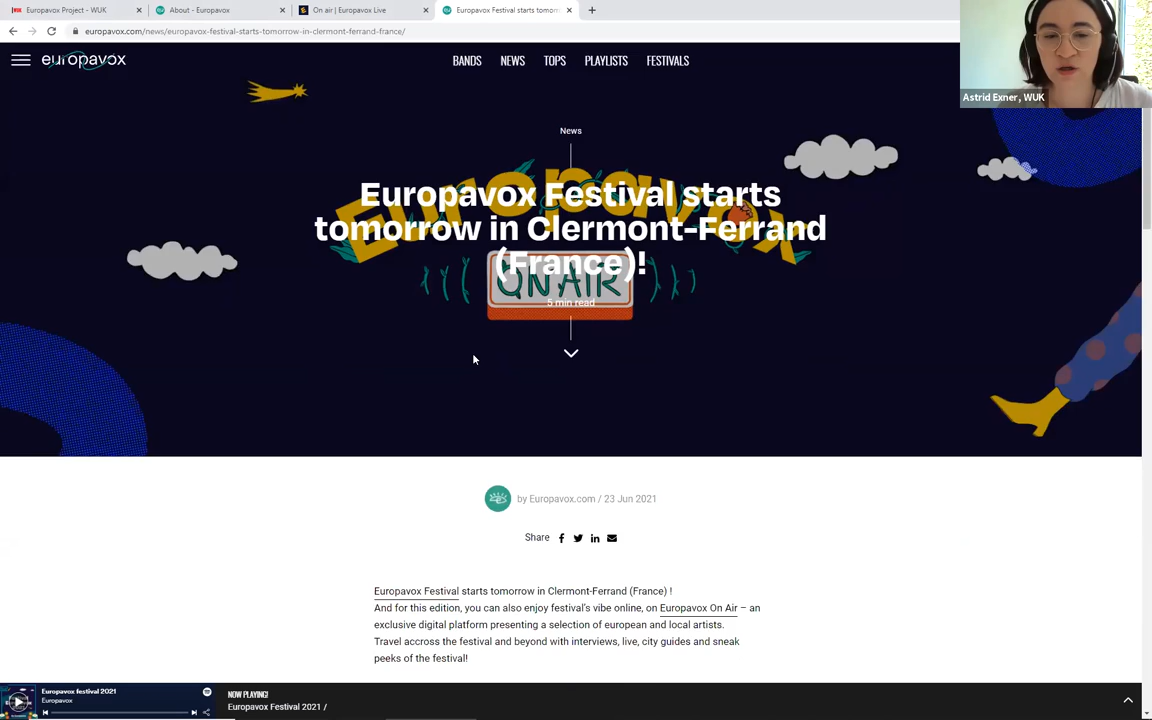 Europavox Project - WUK
About - Europavox
On air | Europavox Live
Europavox Festival starts tomorr
europavox.com/news/europavox-festival-starts-tomorrow-in-clermont-ferrand-france/
europavox
BANDS
NEWS
TOPS
PLAYLISTS
FESTIVALS
Astrid Exner, WUK
News
Europavox
ON AIR
Europavox Festival starts
tomorrow in Clermont-Ferrand
(France)!
5 min read
by Europavox.com / 23 Jun 2021
Share
Europavox Festival starts tomorrow in Clermont-Ferrand (France) !
And for this edition, you can also enjoy festival's vibe online, on Europavox On Air – an
exclusive digital platform presenting a selection of european and local artists.
Travel accross the festival and beyond with interviews, live, city guides and sneak
peeks of the festival!
Europavox festival 2021
Europavox
NOW PLAYING!
Europavox Festival 2021 /